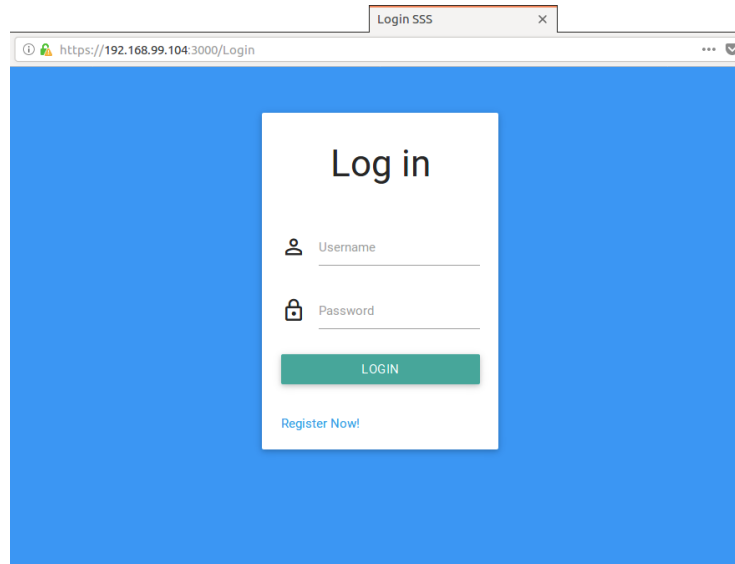 Login SSS
https://192.168.99.104:3000/Login
Log in
Username
Password
LOGIN
Register Now!